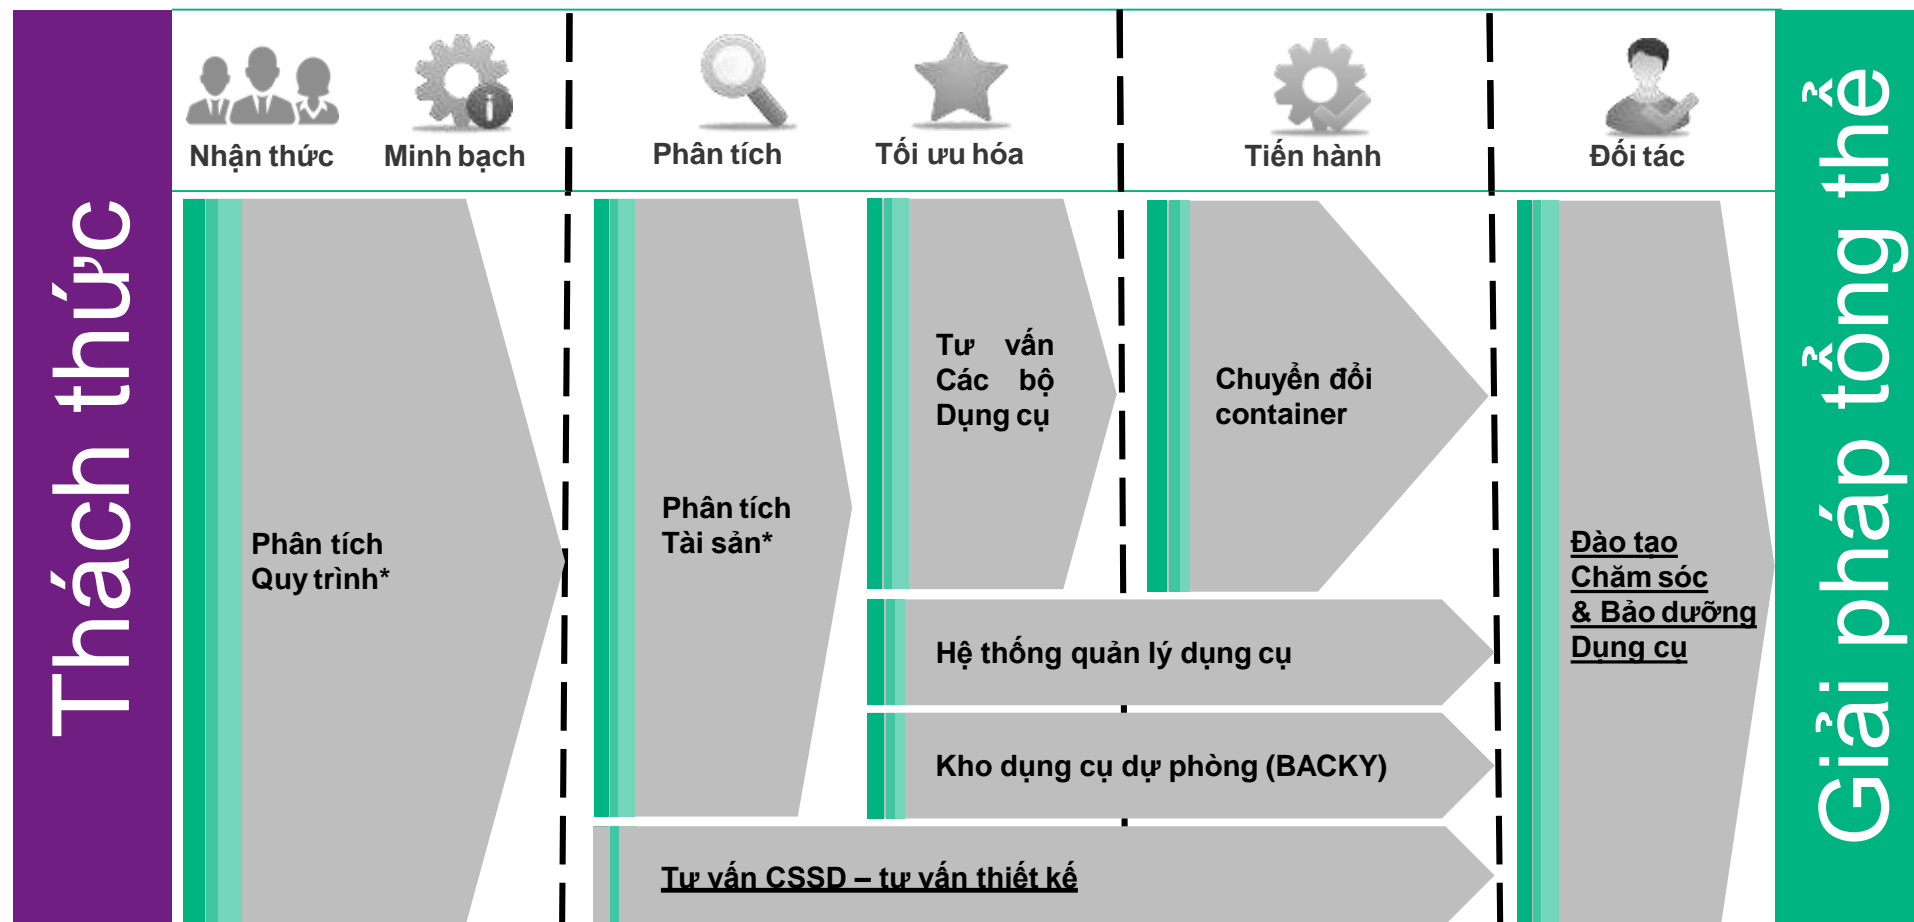 Thách thức
Nhận thức
Minh bạch
Phân tích
Tối ưu hóa
Tiến hành
Đối tác
Phân tích
Quy trình*
Phân tích
Tài sản*
Tư vấn
Các bộ
Dụng cụ
Chuyển đổi
container
Hệ thống quản lý dụng cụ
Kho dụng cụ dự phòng (BACKY)
Tư vấn CSSD – tư vấn thiết kế
Đào tạo
Chăm sóc
& Bảo dưỡng
Dụng cụ
Giải pháp tổng thể